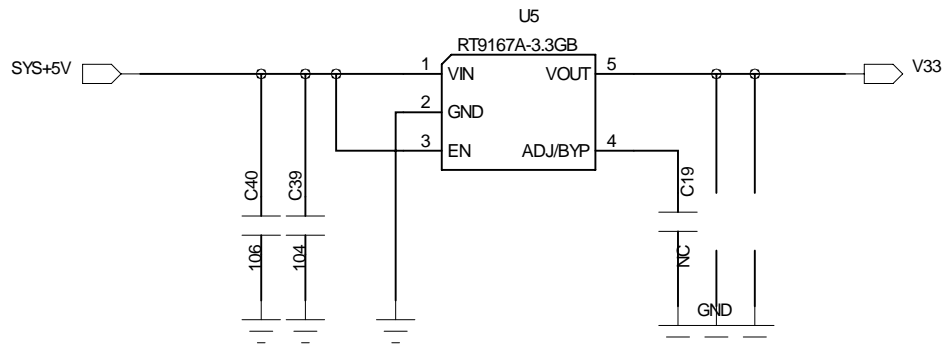 U5
RT9167A-3.3GB
SYS+5V
1
VIN
VOUT
5
V33
2
GND
3
EN
ADJ/BYP
4
C40
C39
C19
106
104
NC
GND